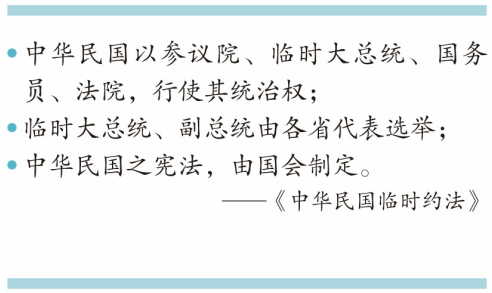 • 中华民国以参议院、临时大总统、国务
员、法院，行使其统治权；
• 临时大总统、副总统由各省代表选举；
• 中华民国之宪法，由国会制定。
——《中华民国临时约法》